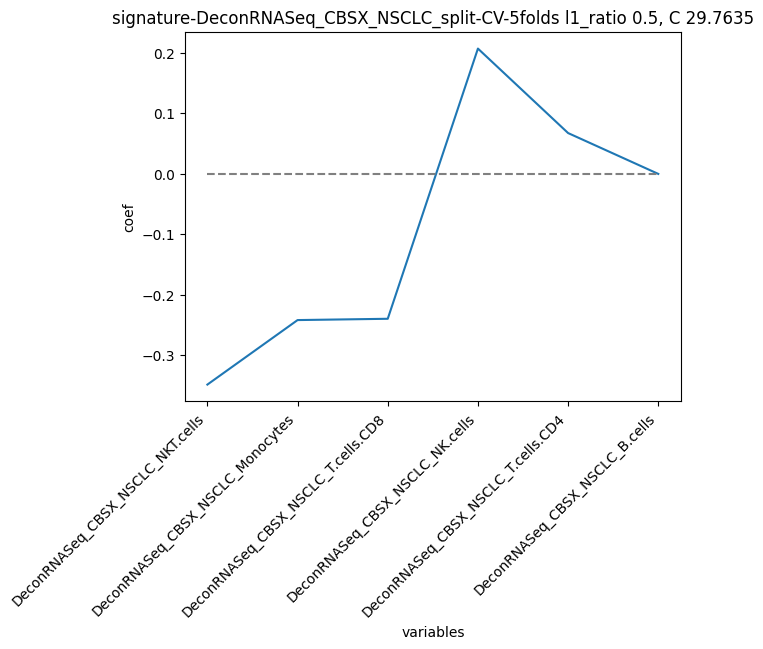 signature-DeconRNASeq_CBSX_NSCLC_split-CV-5folds l1_ratio 0.5, C 29.7635
0.2
0.1
0.0
−0.1
−0.2
−0.3
coef
DeconRNASeq_CBSX_NSCLC_NKT.cells
DeconRNASeq_CBSX_NSCLC_Monocytes
DeconRNASeq_CBSX_NSCLC_T.cells.CD8
DeconRNASeq_CBSX_NSCLC_NK.cells
DeconRNASeq_CBSX_NSCLC_T.cells.CD4
DeconRNASeq_CBSX_NSCLC_B.cells
variables